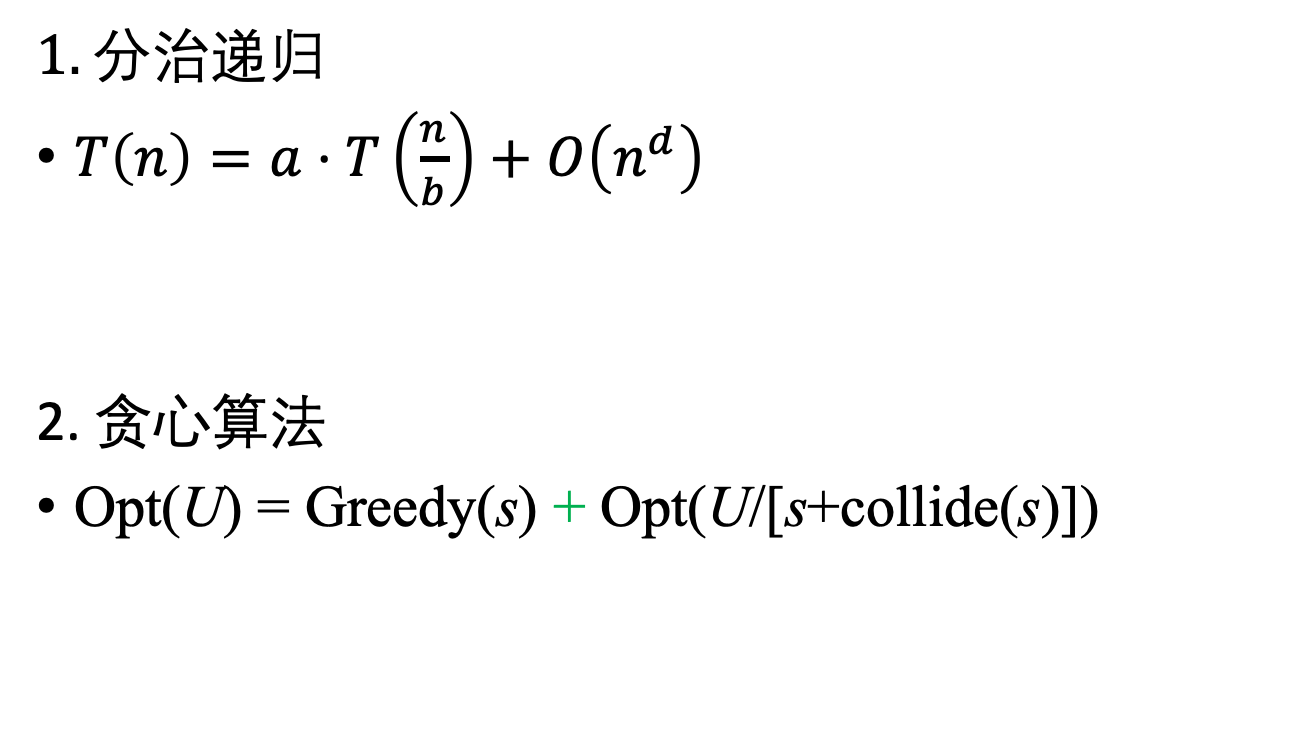 1. 分治递归
• T(n) = a · T(n/b) + O(n^d)
2. 贪心算法
• Opt(U) = Greedy(s) + Opt(U/[s+collide(s)])